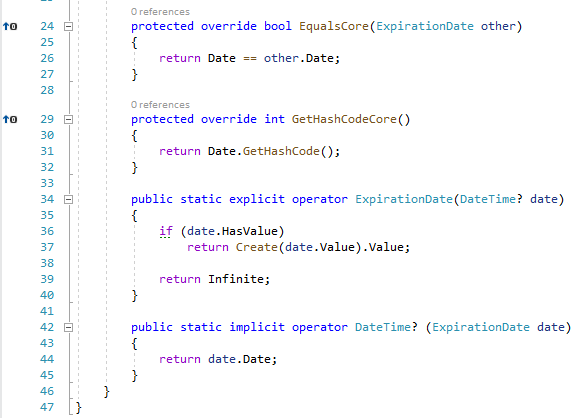 0 references
24 protected override bool EqualsCore(ExpirationDate other)
25 {
26 return Date == other.Date;
27 }
28
0 references
29 protected override int GetHashCodeCore()
30 {
31 return Date.GetHashCode();
32 }
33
34 public static explicit operator ExpirationDate(DateTime? date)
35 {
36 if (date.HasValue)
37 return Create(date.Value).Value;
38
39 return Infinite;
40 }
41
42 public static implicit operator DateTime? (ExpirationDate date)
43 {
44 return date.Date;
45 }
46 }
47 }